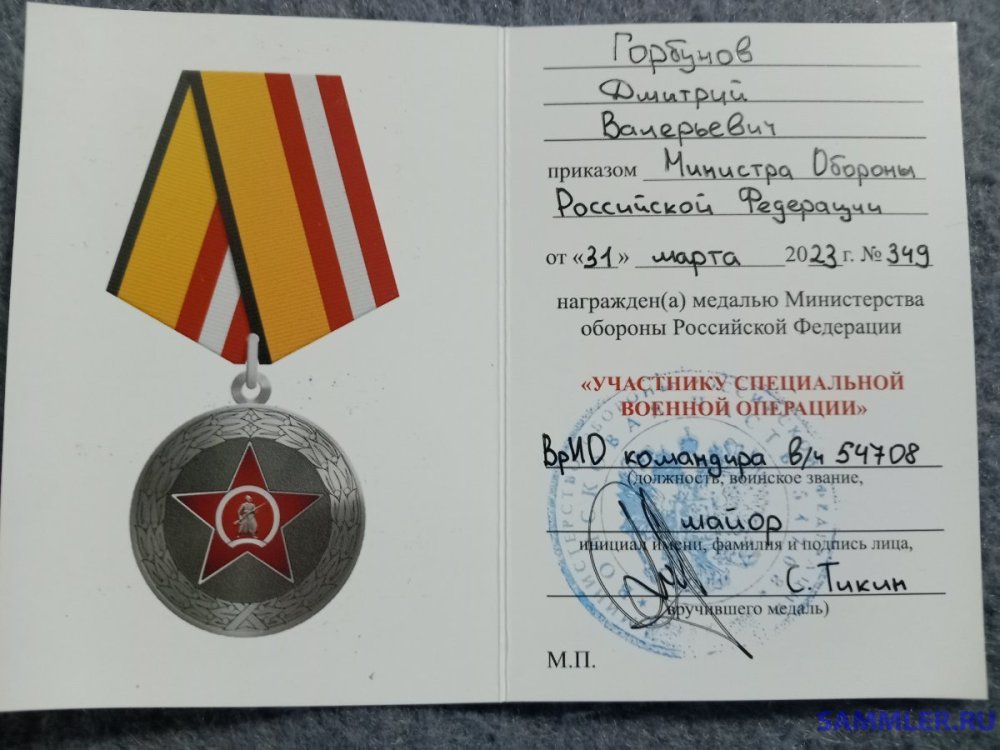 Горбунов
Дмитрий
Валерьевич
приказом Министра Обороны
Российской Федерации
от «31» марта 2023 г. № 349
награжден(а) медалью Министерства
обороны Российской Федерации
«УЧАСТНИКУ СПЕЦИАЛЬНОЙ
ВОЕННОЙ ОПЕРАЦИИ»
ВрИО командира в/ч 54708
(должность, воинское звание,
майор
инициал имени, фамилия и подпись лица,
С. Тикин
вручившего медаль)
М.П.
SAMMLER.RU